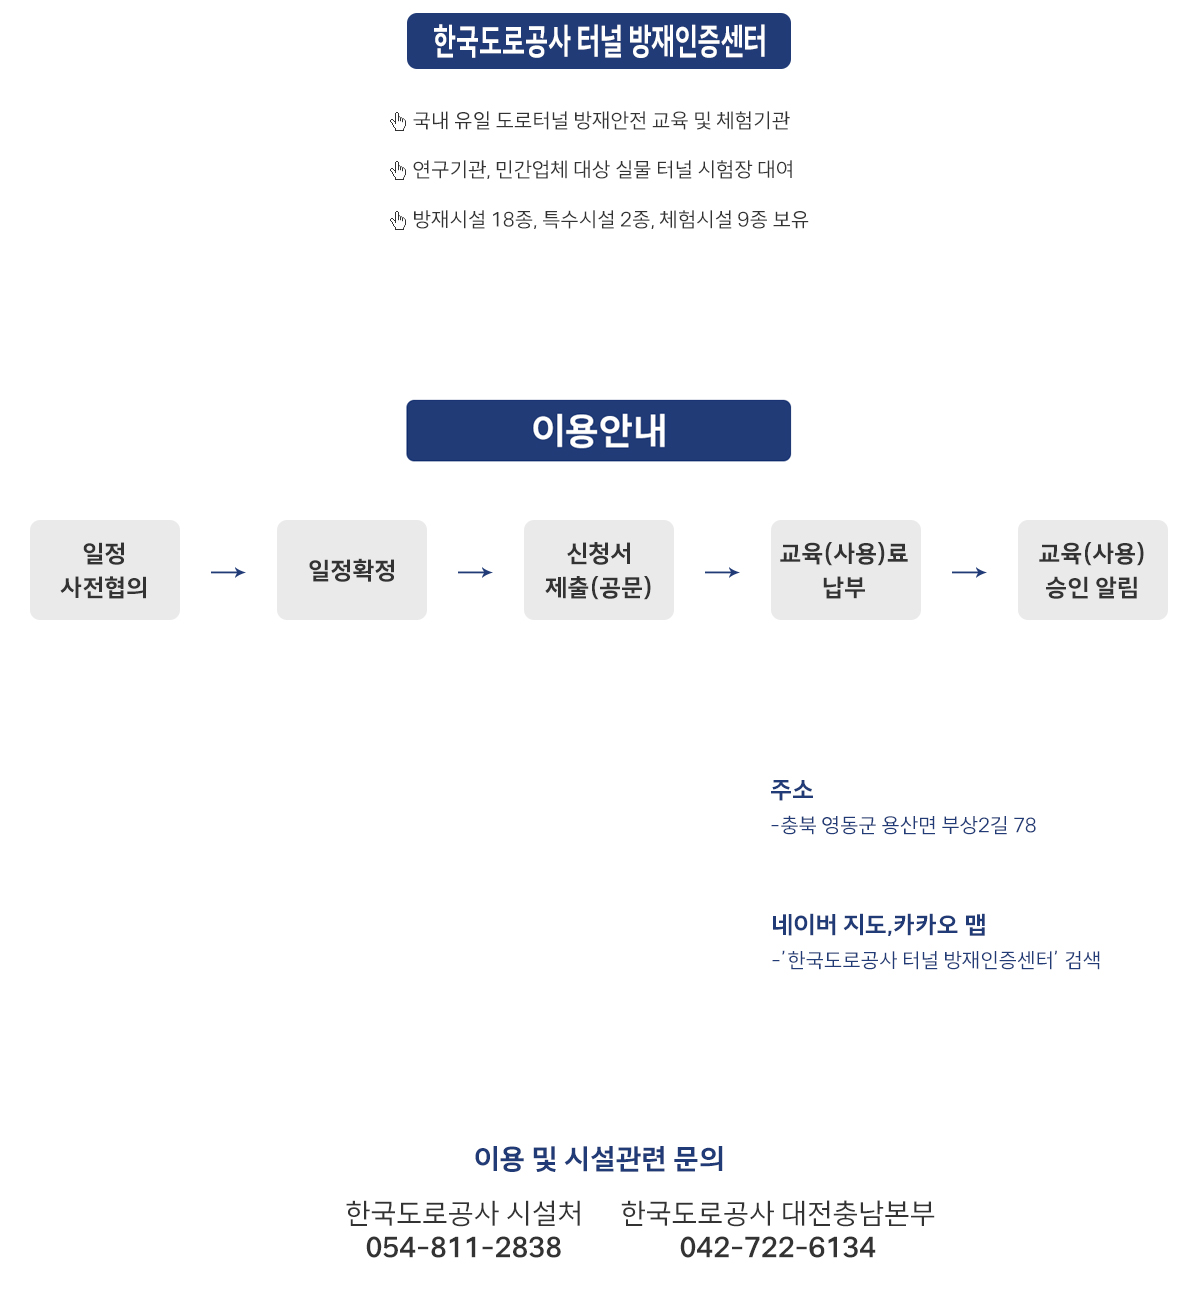 한국도로공사 터널 방재인증센터
국내 유일 도로터널 방재안전 교육 및 체험기관
연구기관, 민간업체 대상 실물 터널 시험장 대여
방재시설 18종, 특수시설 2종, 체험시설 9종 보유
이용안내
일정
사전협의
→
일정확정
→
신청서
제출(공문)
→
교육(사용)료
납부
→
교육(사용)
승인 알림
주소
-충북 영동군 용산면 부상2길 78
네이버 지도,카카오 맵
-'한국도로공사 터널 방재인증센터' 검색
이용 및 시설관련 문의
한국도로공사 시설처
054-811-2838
한국도로공사 대전충남본부
042-722-6134